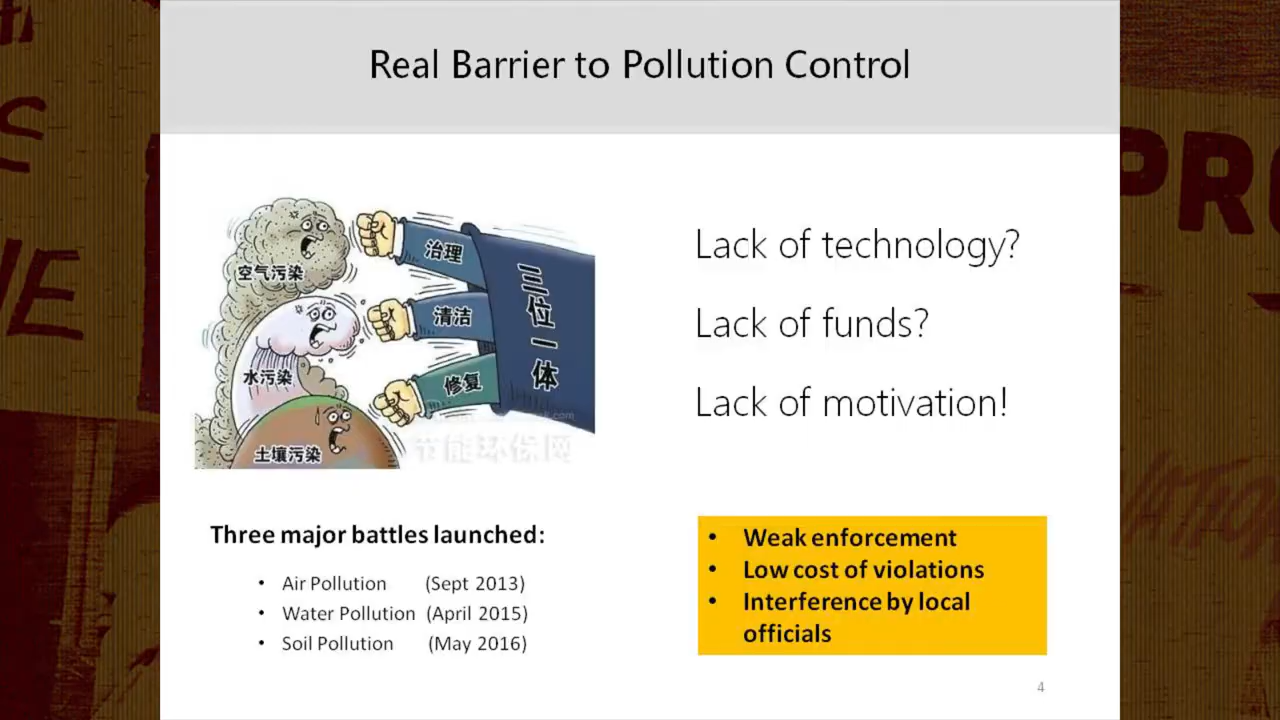 Real Barrier to Pollution Control
空气污染
水污染
土壤污染
治理
清洁
修复
三位一体
节能环保网
Lack of technology?
Lack of funds?
Lack of motivation!
Three major battles launched:
• Air Pollution (Sept 2013)
• Water Pollution (April 2015)
• Soil Pollution (May 2016)
• Weak enforcement
• Low cost of violations
• Interference by local
officials
4